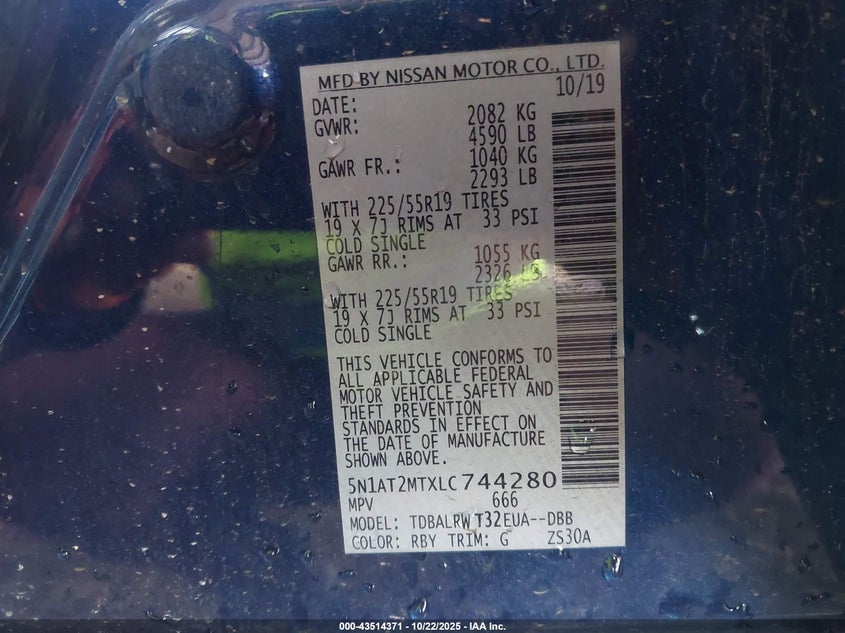 MFD BY NISSAN MOTOR CO., LTD.
DATE: 10/19
GVWR: 2082 KG
4590 LB
GAWR FR.: 1040 KG
2293 LB
WITH 225/55R19 TIRES
19 X 7J RIMS AT 33 PSI
COLD SINGLE
GAWR RR.: 1055 KG
2326 LB
WITH 225/55R19 TIRES
19 X 7J RIMS AT 33 PSI
COLD SINGLE
THIS VEHICLE CONFORMS TO
ALL APPLICABLE FEDERAL
MOTOR VEHICLE SAFETY AND
THEFT PREVENTION
STANDARDS IN EFFECT ON
THE DATE OF MANUFACTURE
SHOWN ABOVE.
5N1AT2MTXLC744280
MPV 666
MODEL: TDBALRW T32EUA--DBB
COLOR: RBY TRIM: G ZS30A
000-43514371 - 10/22/2025 - IAA Inc.